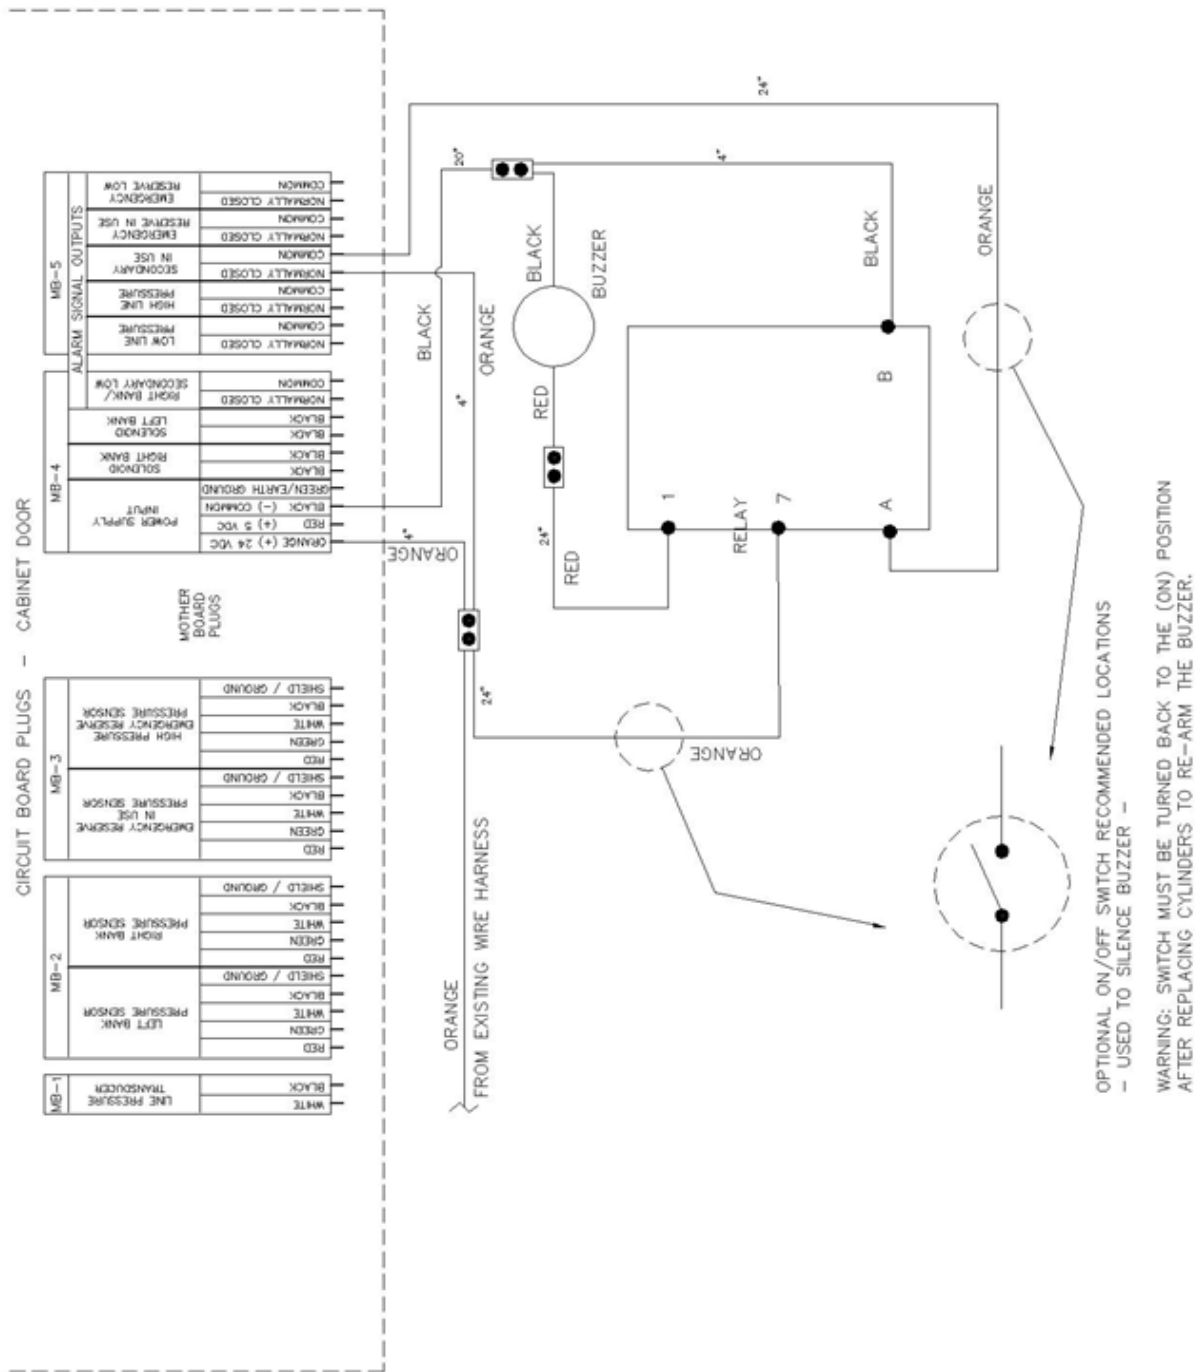 CIRCUIT BOARD PLUGS - CABINET DOOR
MB-1
LINE PRESSURE
TRANSDUCER
WHITE
BLACK
MB-2
LEFT BANK
PRESSURE SENSOR
RED
GREEN
WHITE
BLACK
SHIELD / GROUND
RIGHT BANK
PRESSURE SENSOR
RED
GREEN
WHITE
BLACK
SHIELD / GROUND
MB-3
EMERGENCY RESERVE
IN USE
PRESSURE SENSOR
RED
GREEN
WHITE
BLACK
SHIELD / GROUND
HIGH PRESSURE
EMERGENCY RESERVE
PRESSURE SENSOR
RED
GREEN
WHITE
BLACK
SHIELD / GROUND
MOTHER
BOARD
PLUGS
MB-4
POWER SUPPLY
INPUT
ORANGE (+) 24 VDC
RED (+) 5 VDC
BLACK (-) COMMON
GREEN/EARTH GROUND
SOLENOID
RIGHT BANK
BLACK
BLACK
SOLENOID
LEFT BANK
BLACK
BLACK
RIGHT BANK/
SECONDARY LOW
NORMALLY CLOSED
COMMON
MB-5
ALARM SIGNAL OUTPUTS
LOW LINE
PRESSURE
NORMALLY CLOSED
COMMON
HIGH LINE
PRESSURE
NORMALLY CLOSED
COMMON
SECONDARY
IN USE
NORMALLY CLOSED
COMMON
EMERGENCY
RESERVE IN USE
NORMALLY CLOSED
COMMON
EMERGENCY
RESERVE LOW
NORMALLY CLOSED
COMMON
4"
ORANGE
BLACK
20"
4"
ORANGE
ORANGE
FROM EXISTING WIRE HARNESS
24"
ORANGE
24"
RED
RED
BLACK
BUZZER
4"
BLACK
24"
ORANGE
1
RELAY
7
A
B
OPTIONAL ON/OFF SWITCH RECOMMENDED LOCATIONS
- USED TO SILENCE BUZZER -
WARNING: SWITCH MUST BE TURNED BACK TO THE (ON) POSITION
AFTER REPLACING CYLINDERS TO RE-ARM THE BUZZER.